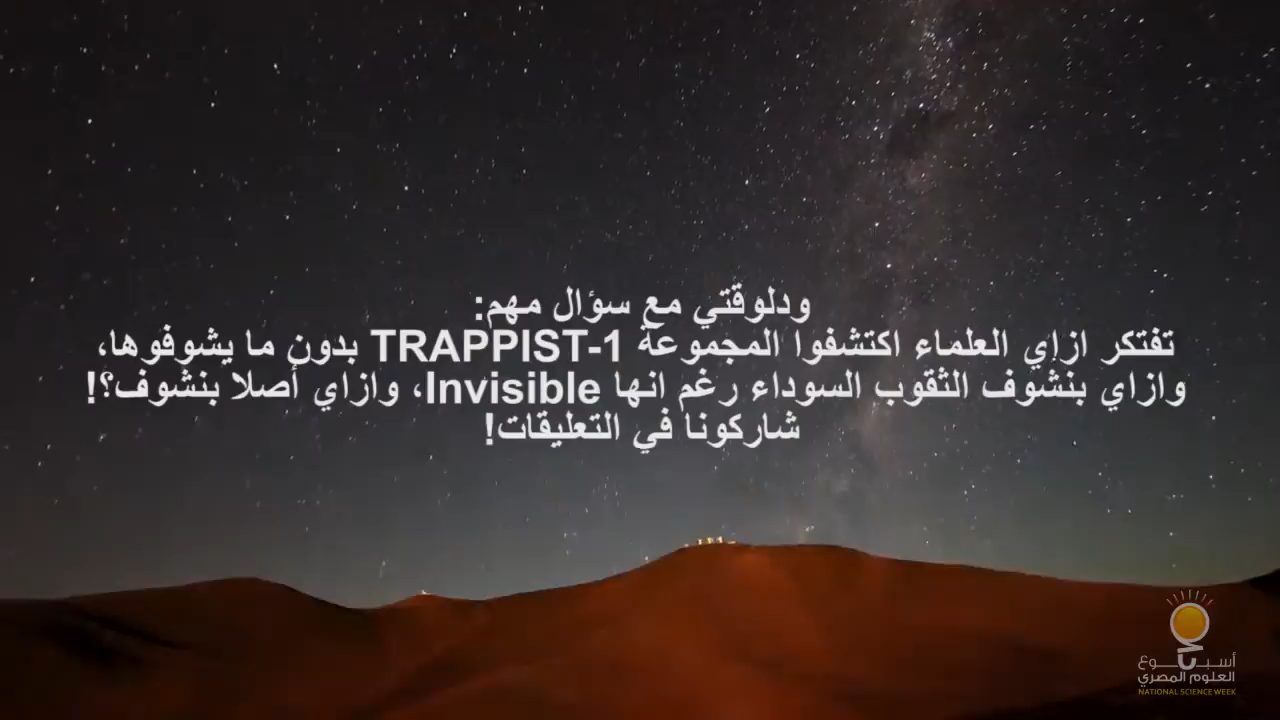 ودلوقتي مع سؤال مهم:
تفتكر ازاي العلماء اكتشفوا المجموعة TRAPPIST-1 بدون ما يشوفوها،
وازاي بنشوف الثقوب السوداء رغم انها Invisible، وازاي أصلا بنشوف؟!
شاركونا في التعليقات!
أسبوع
العلوم المصري
NATIONAL SCIENCE WEEK